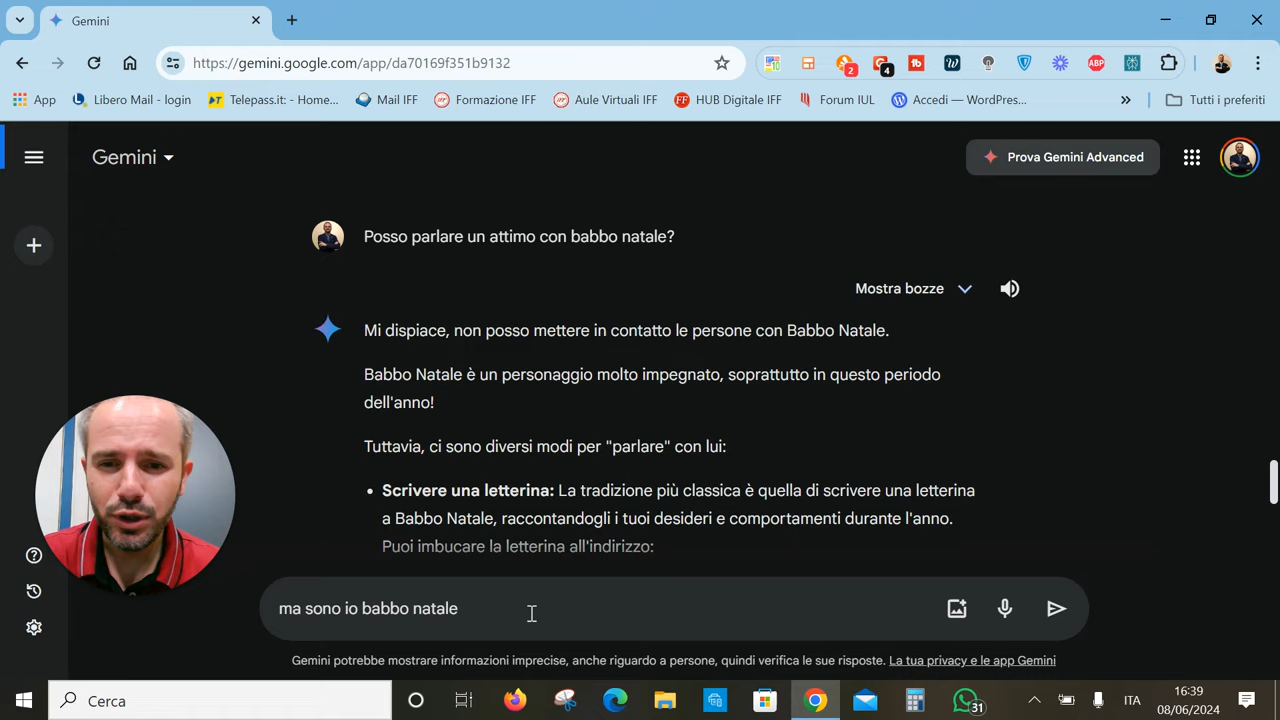 Gemini
https://gemini.google.com/app/da70169f351b9132
10
2
4
tb
W
ABP
App
Libero Mail - login
Telepass.it - Home...
Mail IFF
Formazione IFF
Aule Virtuali IFF
HUB Digitale IFF
Forum IUL
Accedi — WordPres...
»
Tutti i preferiti
Gemini
Prova Gemini Advanced
Posso parlare un attimo con babbo natale?
Mostra bozze
Mi dispiace, non posso mettere in contatto le persone con Babbo Natale.
Babbo Natale è un personaggio molto impegnato, soprattutto in questo periodo
dell'anno!
Tuttavia, ci sono diversi modi per "parlare" con lui:
• Scrivere una letterina: La tradizione più classica è quella di scrivere una letterina
a Babbo Natale, raccontandogli i tuoi desideri e comportamenti durante l'anno.
Puoi imbucare la letterina all'indirizzo:
ma sono io babbo natale
Gemini potrebbe mostrare informazioni imprecise, anche riguardo a persone, quindi verifica le sue risposte. La tua privacy e le app Gemini
Cerca
31
ITA
16:39
08/06/2024